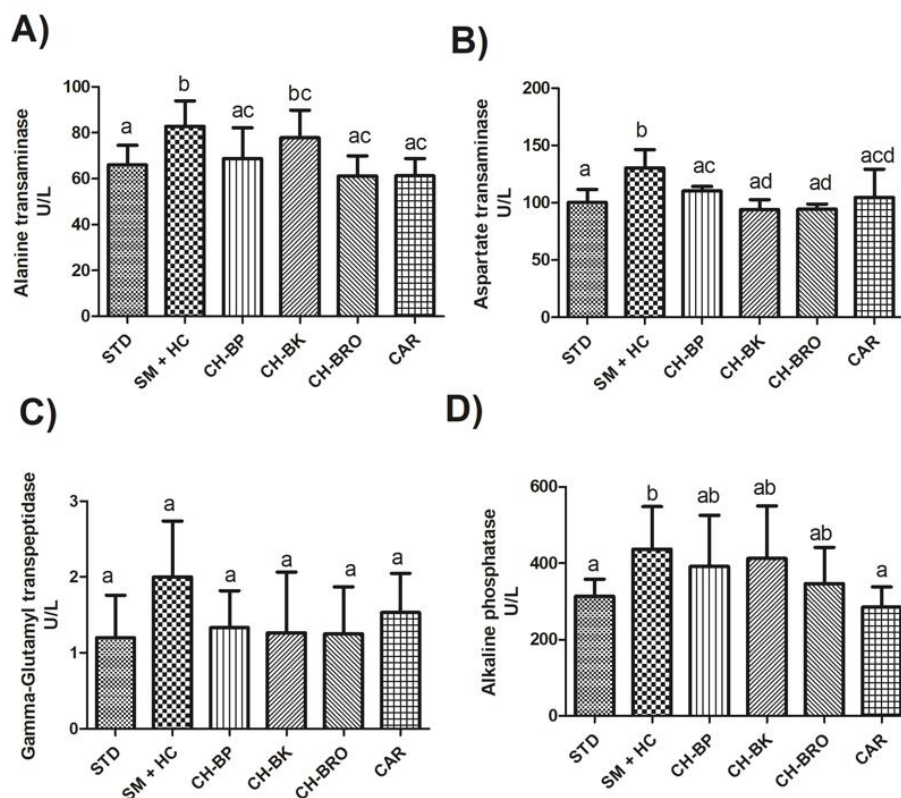 A)
Alanine transaminase
U/L
100
80
60
40
20
0
a
b
ac
bc
ac
ac
STD
SM + HC
CH-BP
CH-BK
CH-BRO
CAR
B)
Aspartate transaminase
U/L
200
150
100
50
0
a
b
ac
ad
ad
acd
STD
SM + HC
CH-BP
CH-BK
CH-BRO
CAR
C)
Gamma-Glutamyl transpeptidase
U/L
3
2
1
0
a
a
a
a
a
a
STD
SM + HC
CH-BP
CH-BK
CH-BRO
CAR
D)
Alkaline phosphatase
U/L
600
400
200
0
a
b
ab
ab
ab
a
STD
SM + HC
CH-BP
CH-BK
CH-BRO
CAR